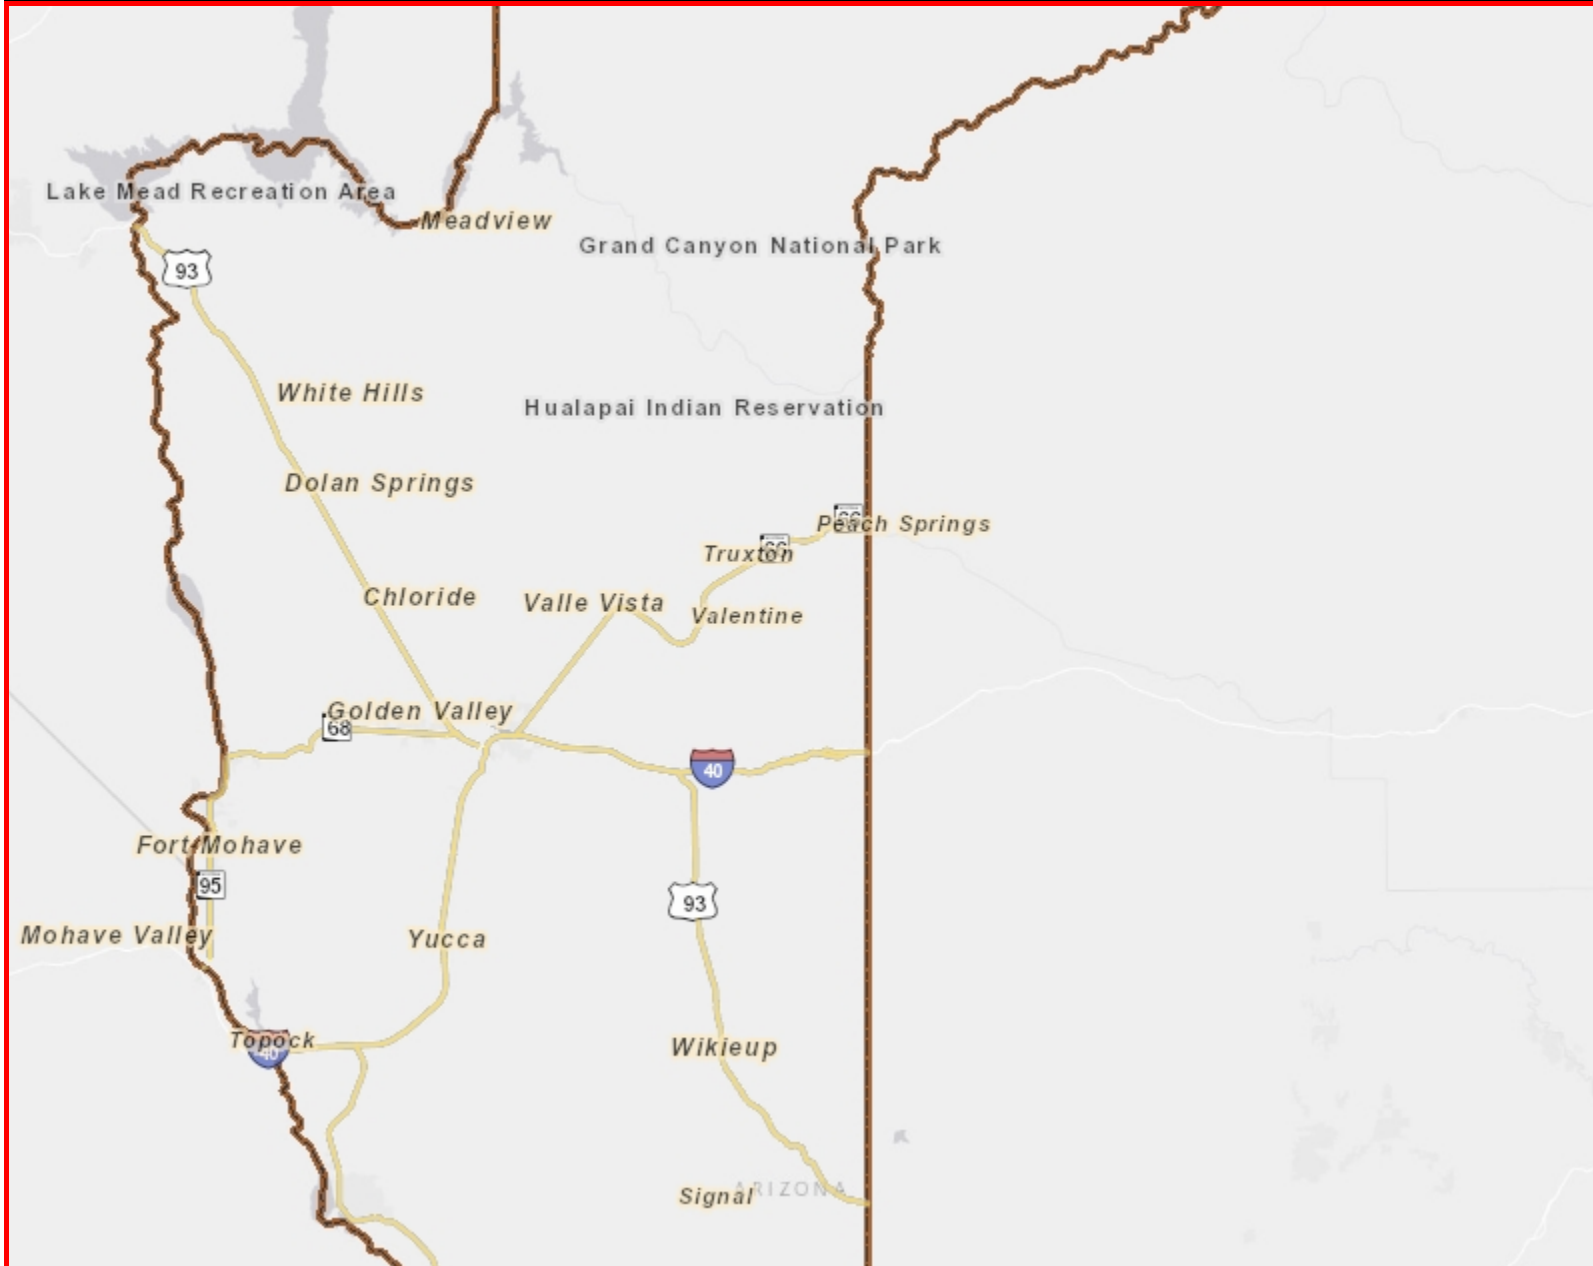 Lake Mead Recreation Area
Meadview
Grand Canyon National Park
93
White Hills
Hualapai Indian Reservation
Dolan Springs
Peach Springs
Truxton
Chloride
Valle Vista
Valentine
Golden Valley
68
40
Fort Mohave
95
93
Mohave Valley
Yucca
Topock
40
Wikieup
ARIZONA
Signal